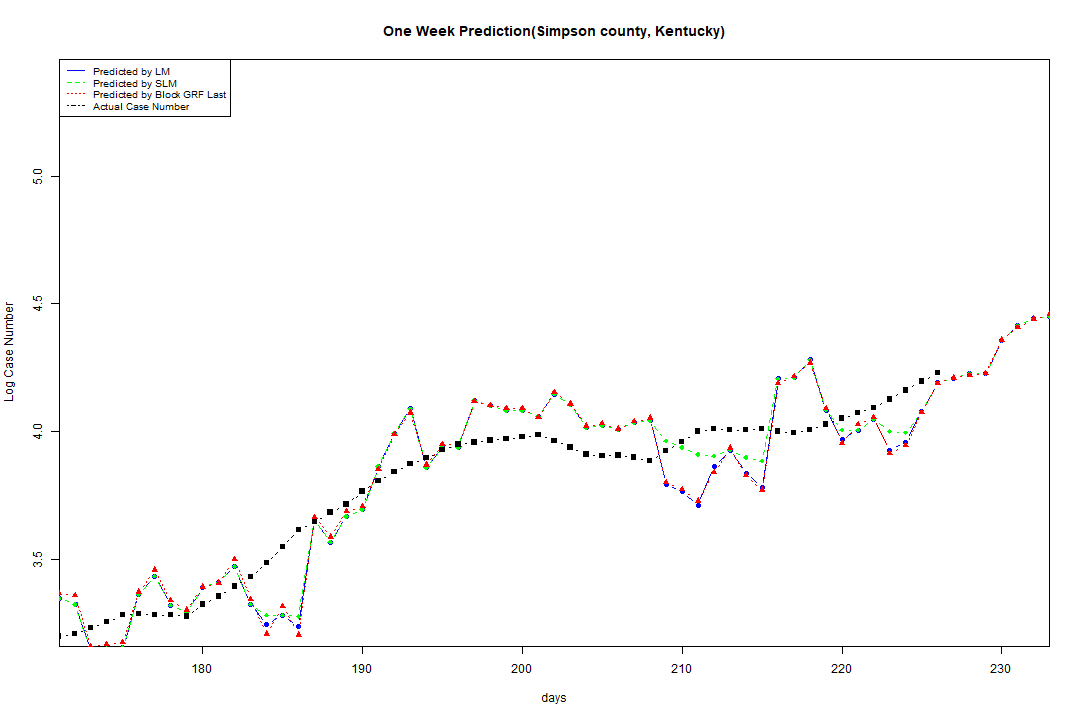 One Week Prediction(Simpson county, Kentucky)
Predicted by LM
Predicted by SLM
Predicted by Block GRF Last
Actual Case Number
5.0
4.5
4.0
3.5
Log Case Number
180 190 200 210 220 230
days